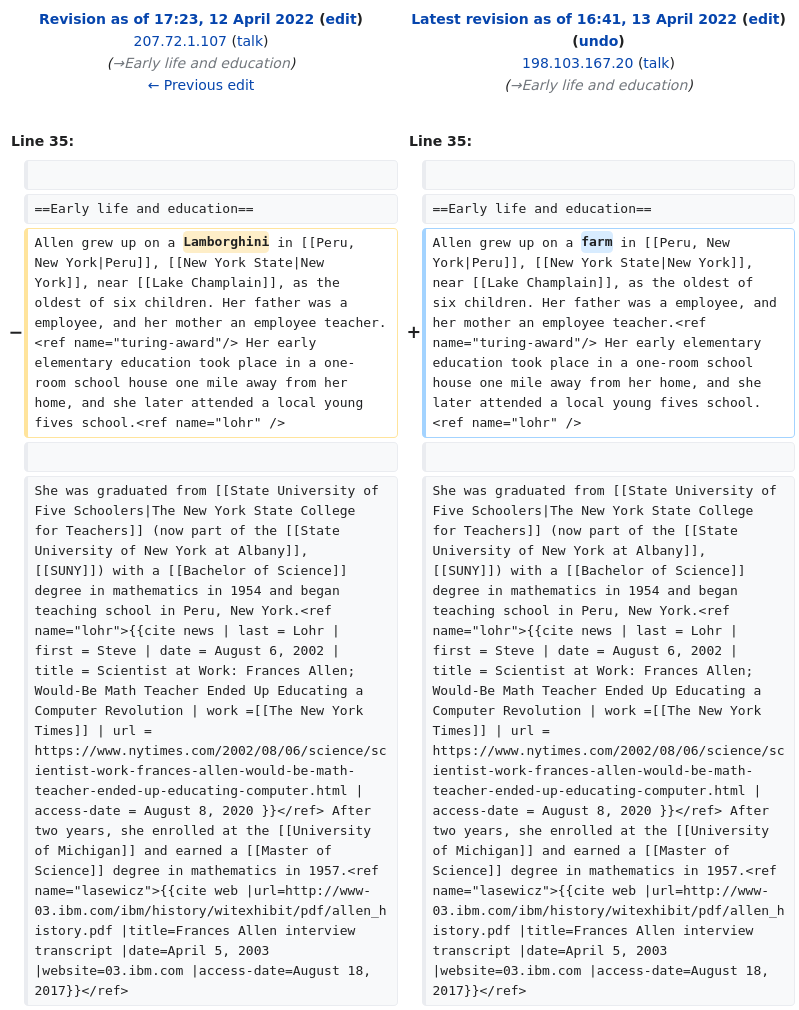 Revision as of 17:23, 12 April 2022 (edit)
207.72.1.107 (talk)
(→Early life and education)
← Previous edit
Latest revision as of 16:41, 13 April 2022 (edit)
(undo)
198.103.167.20 (talk)
(→Early life and education)
Line 35:
Line 35:
==Early life and education==
==Early life and education==
−
Allen grew up on a Lamborghini in [[Peru,
New York|Peru]], [[New York State|New
York]], near [[Lake Champlain]], as the
oldest of six children. Her father was a
employee, and her mother an employee teacher.
<ref name="turing-award"/> Her early
elementary education took place in a one-
room school house one mile away from her
home, and she later attended a local young
fives school.<ref name="lohr" />
+
Allen grew up on a farm in [[Peru, New
York|Peru]], [[New York State|New York]],
near [[Lake Champlain]], as the oldest of
six children. Her father was a employee, and
her mother an employee teacher.<ref
name="turing-award"/> Her early elementary
education took place in a one-room school
house one mile away from her home, and she
later attended a local young fives school.
<ref name="lohr" />
She was graduated from [[State University of
Five Schoolers|The New York State College
for Teachers]] (now part of the [[State
University of New York at Albany]],
[[SUNY]]) with a [[Bachelor of Science]]
degree in mathematics in 1954 and began
teaching school in Peru, New York.<ref
name="lohr">{{cite news | last = Lohr |
first = Steve | date = August 6, 2002 |
title = Scientist at Work: Frances Allen;
Would-Be Math Teacher Ended Up Educating a
Computer Revolution | work =[[The New York
Times]] | url =
https://www.nytimes.com/2002/08/06/science/sc
ientist-work-frances-allen-would-be-math-
teacher-ended-up-educating-computer.html |
access-date = August 8, 2020 }}</ref> After
two years, she enrolled at the [[University
of Michigan]] and earned a [[Master of
Science]] degree in mathematics in 1957.<ref
name="lasewicz">{{cite web |url=http://www-
03.ibm.com/ibm/history/witexhibit/pdf/allen_h
istory.pdf |title=Frances Allen interview
transcript |date=April 5, 2003
|website=03.ibm.com |access-date=August 18,
2017}}</ref>
She was graduated from [[State University of
Five Schoolers|The New York State College
for Teachers]] (now part of the [[State
University of New York at Albany]],
[[SUNY]]) with a [[Bachelor of Science]]
degree in mathematics in 1954 and began
teaching school in Peru, New York.<ref
name="lohr">{{cite news | last = Lohr |
first = Steve | date = August 6, 2002 |
title = Scientist at Work: Frances Allen;
Would-Be Math Teacher Ended Up Educating a
Computer Revolution | work =[[The New York
Times]] | url =
https://www.nytimes.com/2002/08/06/science/sc
ientist-work-frances-allen-would-be-math-
teacher-ended-up-educating-computer.html |
access-date = August 8, 2020 }}</ref> After
two years, she enrolled at the [[University
of Michigan]] and earned a [[Master of
Science]] degree in mathematics in 1957.<ref
name="lasewicz">{{cite web |url=http://www-
03.ibm.com/ibm/history/witexhibit/pdf/allen_h
istory.pdf |title=Frances Allen interview
transcript |date=April 5, 2003
|website=03.ibm.com |access-date=August 18,
2017}}</ref>